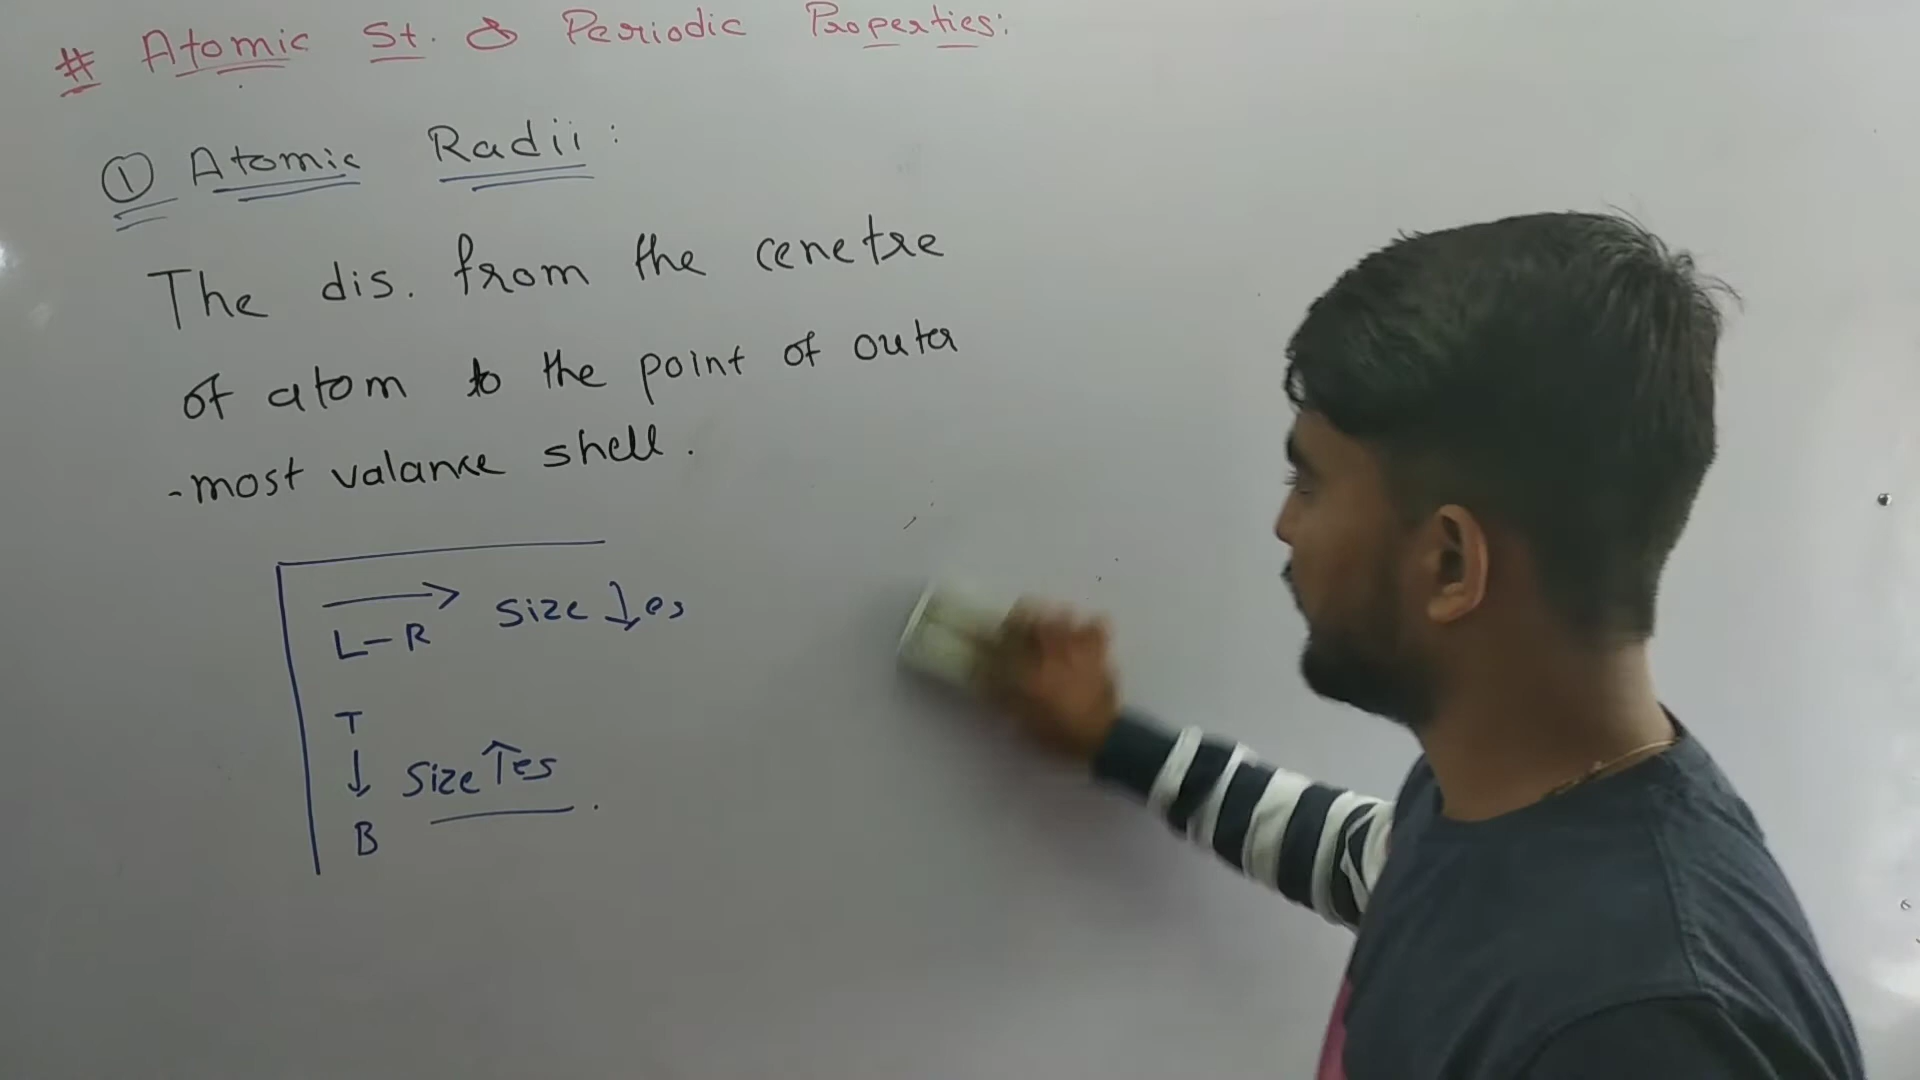 # Atomic St. & Periodic Properties:
① Atomic Radii:
The dis. from the cenetre
of atom to the point of outer
-most valance shell.
→ Size ↓es
L-R
T
↓ Size ↑es
B